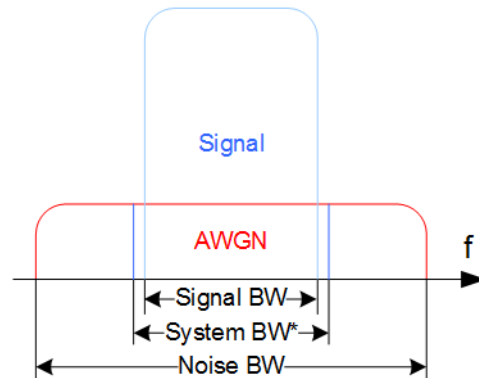 Signal
AWGN
f
Signal BW
System BW*
Noise BW